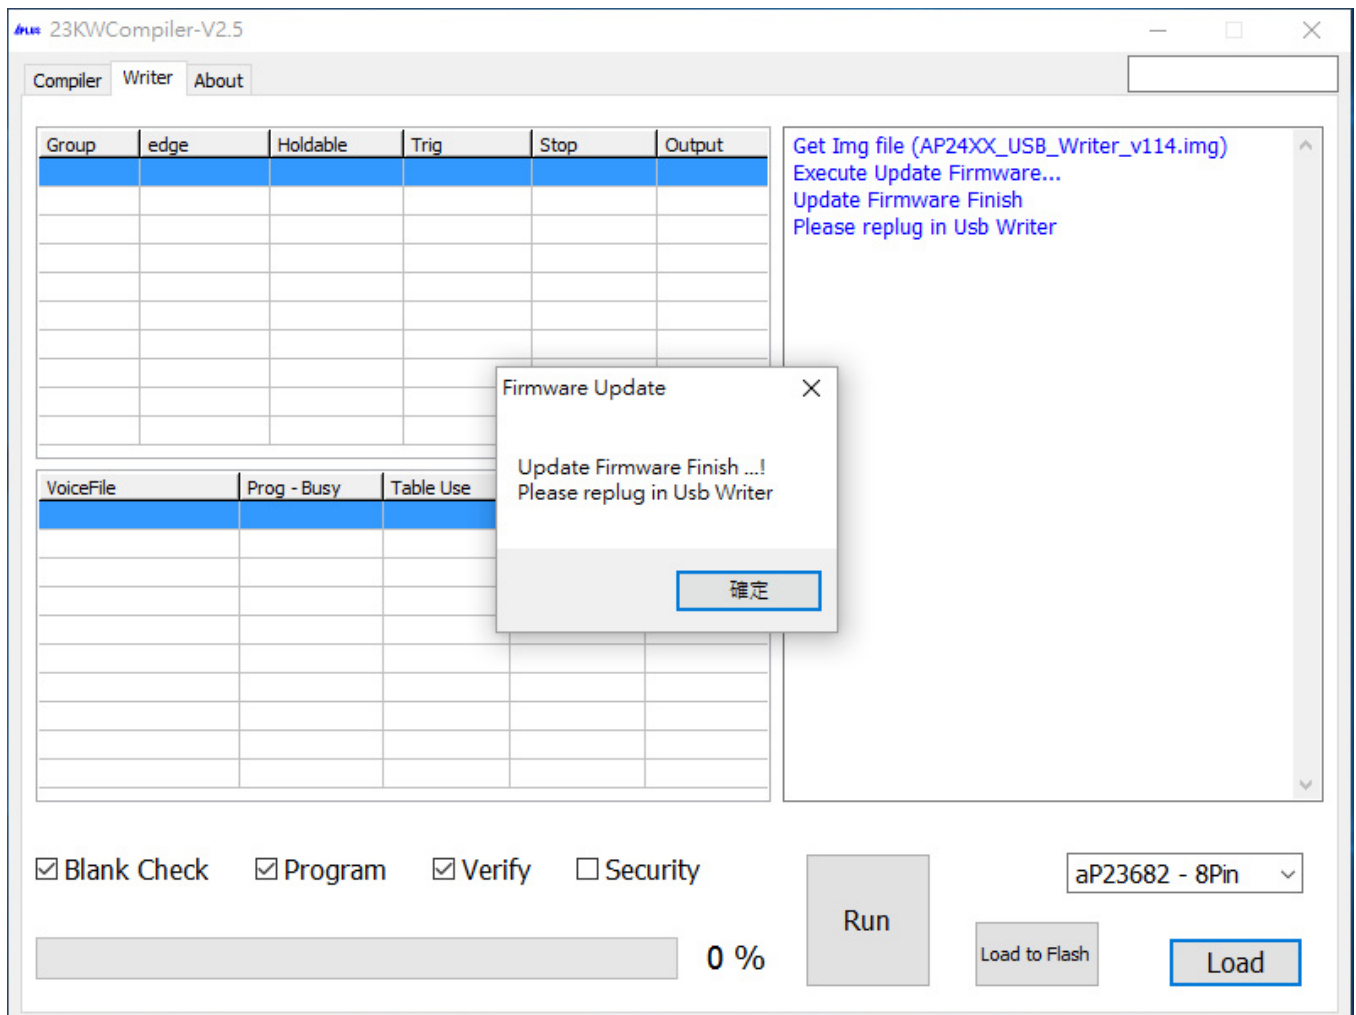 APLUS 23KWCompiler-V2.5
Compiler Writer About
Group edge Holdable Trig Stop Output
Get Img file (AP24XX_USB_Writer_v114.img)
Execute Update Firmware...
Update Firmware Finish
Please replug in Usb Writer
Firmware Update
Update Firmware Finish ...!
Please replug in Usb Writer
確定
VoiceFile Prog - Busy Table Use
Blank Check Program Verify Security
0 %
Run
Load to Flash
aP23682 - 8Pin
Load